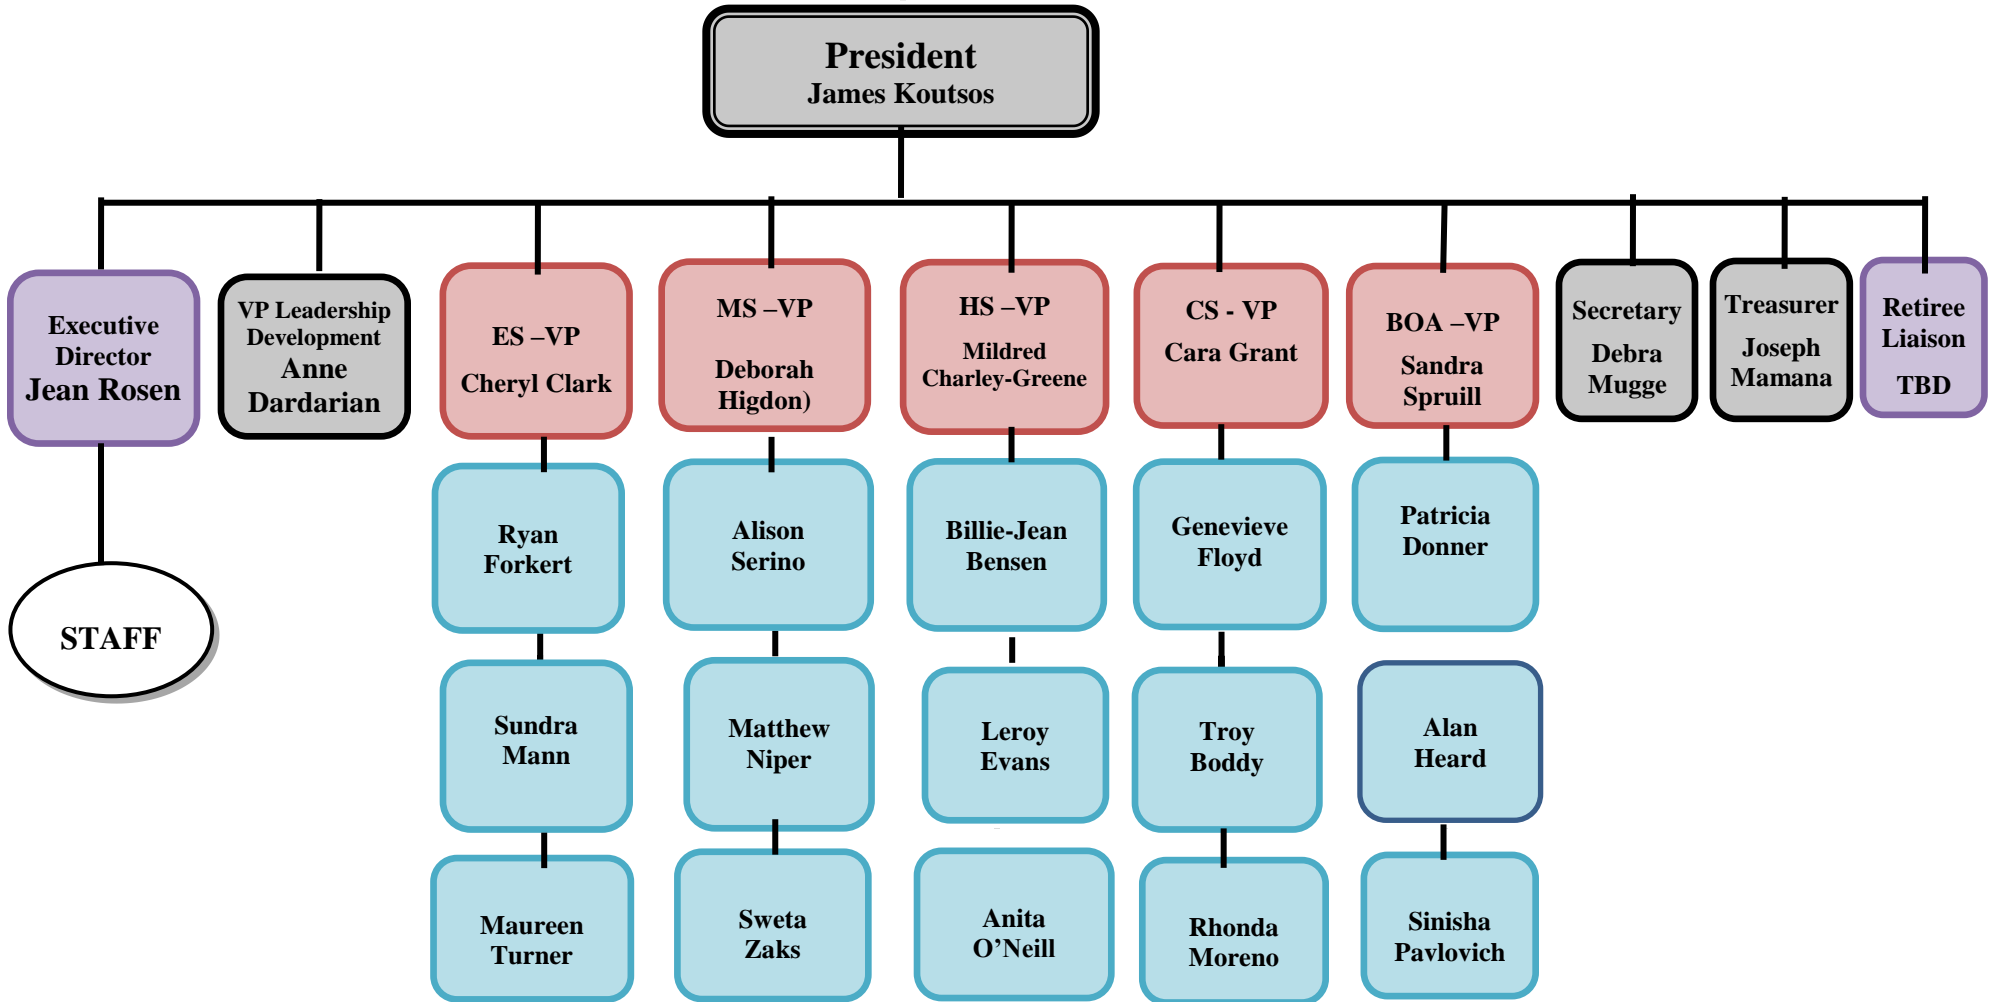 President
James Koutsos
Executive
Director
Jean Rosen
VP Leadership
Development
Anne
Dardarian
ES –VP
Cheryl Clark
MS –VP
Deborah
Higdon)
HS –VP
Mildred
Charley-Greene
CS - VP
Cara Grant
BOA –VP
Sandra
Spruill
Secretary
Debra
Mugge
Treasurer
Joseph
Mamana
Retiree
Liaison
TBD
STAFF
Ryan
Forkert
Alison
Serino
Billie-Jean
Bensen
Genevieve
Floyd
Patricia
Donner
Sundra
Mann
Matthew
Niper
Leroy
Evans
Troy
Boddy
Alan
Heard
Maureen
Turner
Sweta
Zaks
Anita
O’Neill
Rhonda
Moreno
Sinisha
Pavlovich